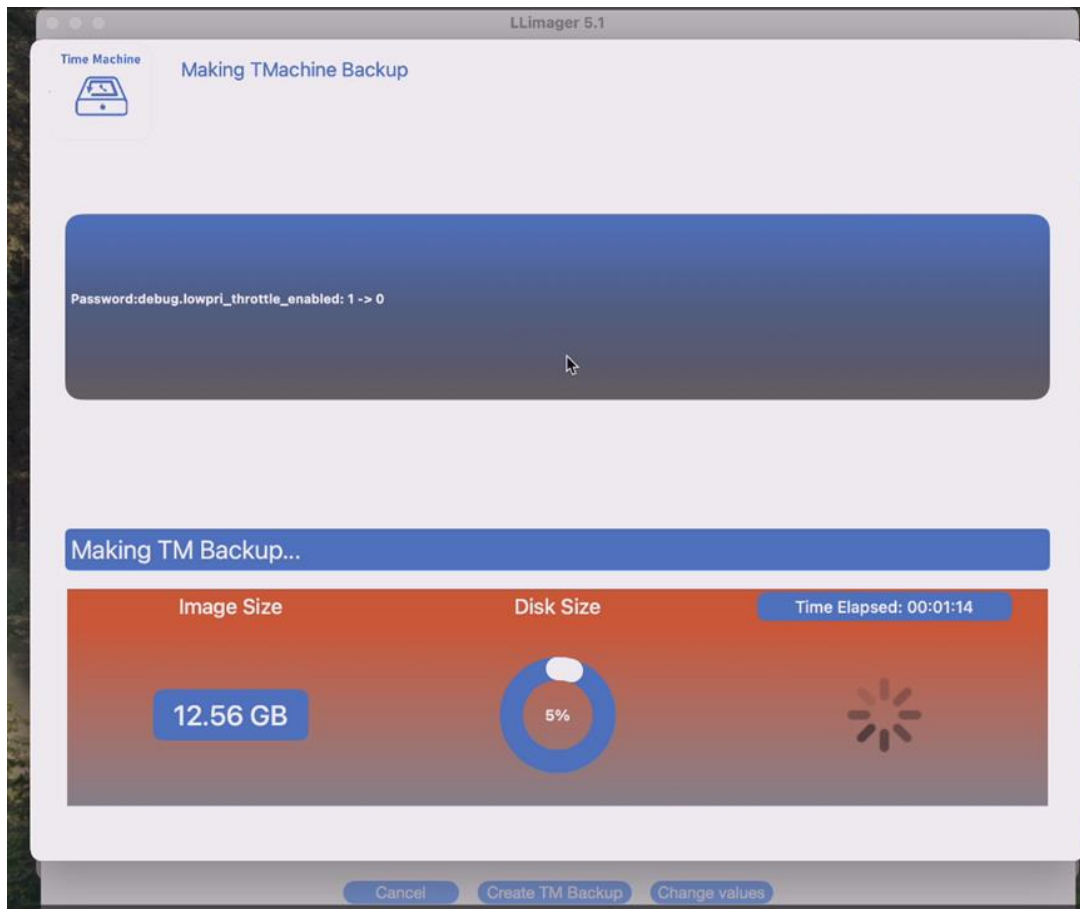 LLimager 5.1
Time Machine
Making TMachine Backup
Password:debug.lowpri_throttle_enabled: 1 -> 0
Making TM Backup...
Image Size
Disk Size
Time Elapsed: 00:01:14
12.56 GB
5%
Cancel
Create TM Backup
Change values